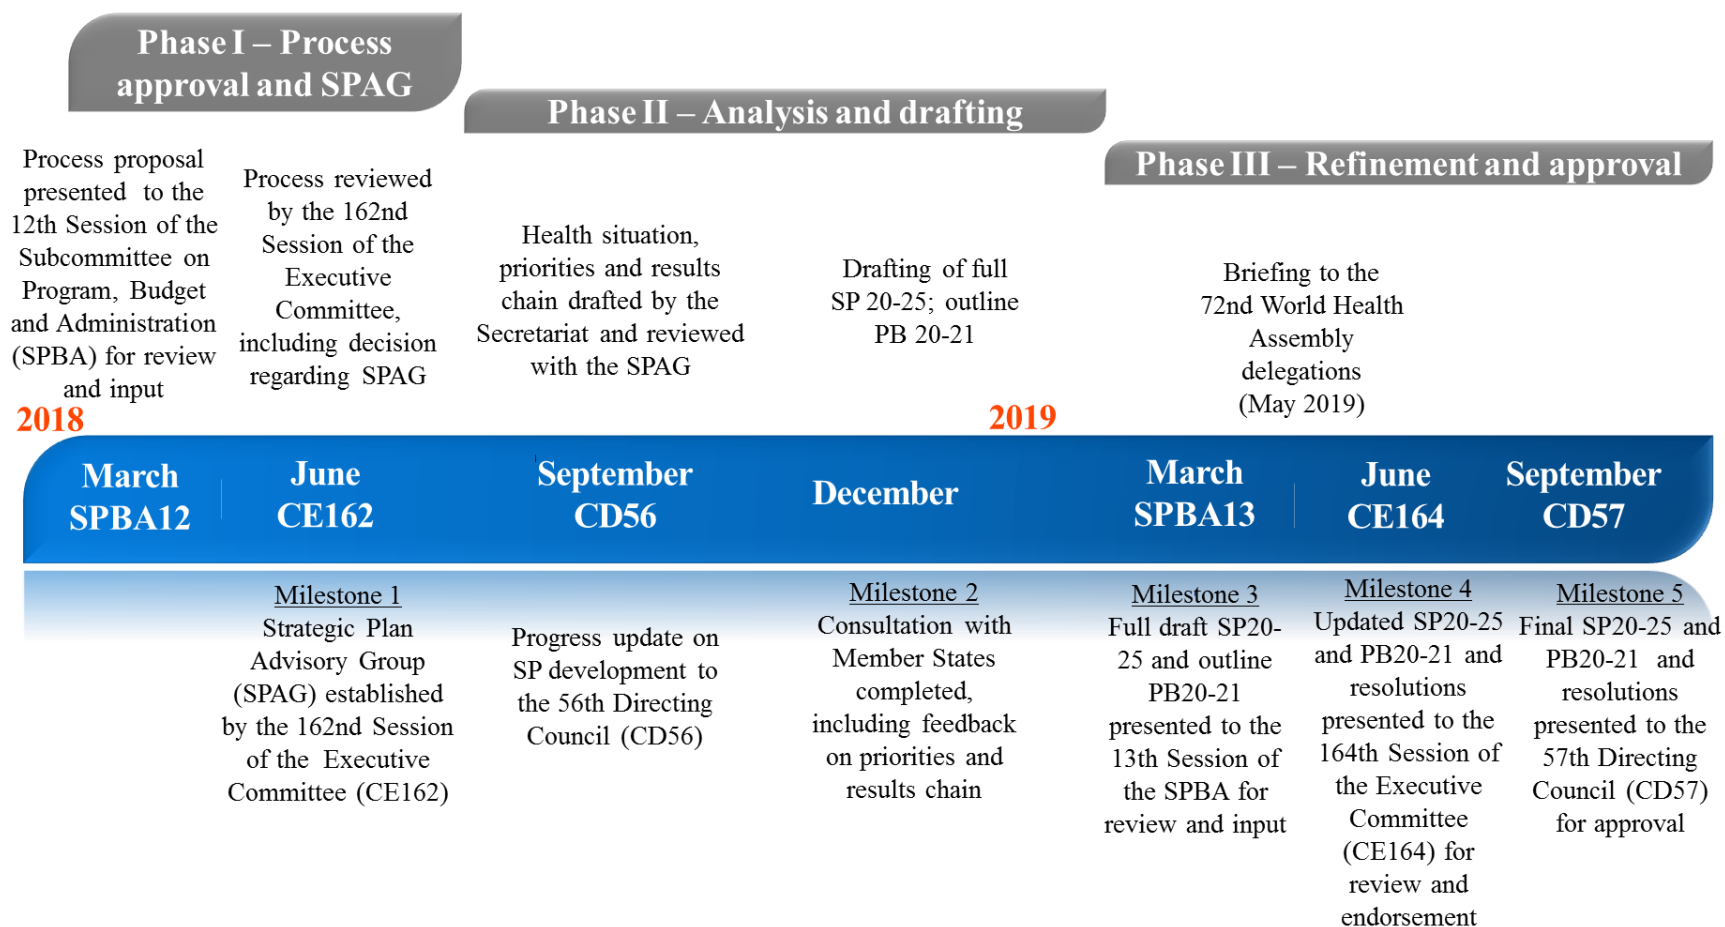 Phase I – Process
approval and SPAG
Phase II – Analysis and drafting
Phase III – Refinement and approval
Process proposal
presented to the
12th Session of the
Subcommittee on
Program, Budget
and Administration
(SPBA) for review
and input
Process reviewed
by the 162nd
Session of the
Executive
Committee,
including decision
regarding SPAG
Health situation,
priorities and results
chain drafted by the
Secretariat and reviewed
with the SPAG
Drafting of full
SP 20-25; outline
PB 20-21
Briefing to the
72nd World Health
Assembly
delegations
(May 2019)
2018
2019
March
SPBA12
June
CE162
September
CD56
December
March
SPBA13
June
CE164
September
CD57
Milestone 1
Strategic Plan
Advisory Group
(SPAG) established
by the 162nd Session
of the Executive
Committee (CE162)
Progress update on
SP development to
the 56th Directing
Council (CD56)
Milestone 2
Consultation with
Member States
completed,
including feedback
on priorities and
results chain
Milestone 3
Full draft SP20-
25 and outline
PB20-21
presented to the
13th Session of
the SPBA for
review and input
Milestone 4
Updated SP20-25
and PB20-21 and
resolutions
presented to the
164th Session of
the Executive
Committee
(CE164) for
review and
endorsement
Milestone 5
Final SP20-25 and
PB20-21 and
resolutions
presented to the
57th Directing
Council (CD57)
for approval